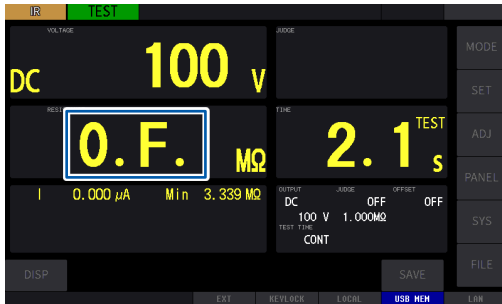 IR TEST
VOLTAGE
DC 100 V
JUDGE
MODE
SET
RESI
O.F. MΩ
TIME
2.1 TEST s
ADJ
PANEL
I 0.000 μA Min 3.339 MΩ
OUTPUT JUDGE OFFSET
DC OFF OFF
100 V 1.000MΩ
TEST TIME
CONT
SYS
DISP
SAVE
FILE
EXT KEYLOCK LOCAL USB MEM LAN